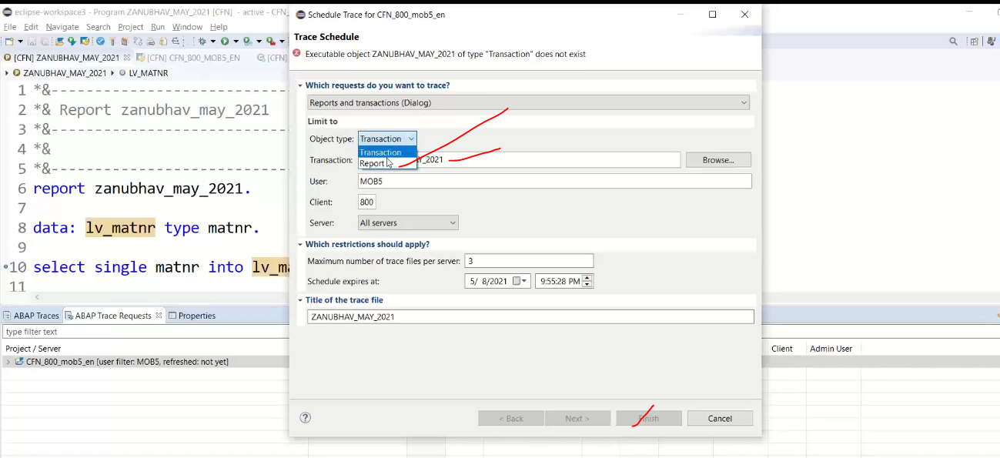 eclipse-workspace3 - Program ZANUBHAV_MAY_2021 [CFN] - active - CFN_
File Edit Navigate Search Project Run Window Help
[CFN] ZANUBHAV_MAY_2021 [CFN] CFN_800_MOB5_EN [CFN]
ZANUBHAV_MAY_2021 LV_MATNR
1 *&---------------------------
2 *& Report zanubhav_may_2021
3 *&---------------------------
4 *&
5 *&---------------------------
6 report zanubhav_may_2021.
7
8 data: lv_matnr type matnr.
9
10 select single matnr into lv_ma
11
ABAP Traces ABAP Trace Requests Properties
type filter text
Project / Server
CFN_800_mob5_en [user filter: MOB5, refreshed: not yet]
Schedule Trace for CFN_800_mob5_en
Trace Schedule
Executable object ZANUBHAV_MAY_2021 of type "Transaction" does not exist
Which requests do you want to trace?
Reports and transactions (Dialog)
Limit to
Object type: Transaction
Transaction
Report
Transaction: Y_2021 Browse...
User: MOB5
Client: 800
Server: All servers
Which restrictions should apply?
Maximum number of trace files per server: 3
Schedule expires at: 5/ 8/2021 9:55:28 PM
Title of the trace file
ZANUBHAV_MAY_2021
< Back Next > Finish Cancel
Client Admin User